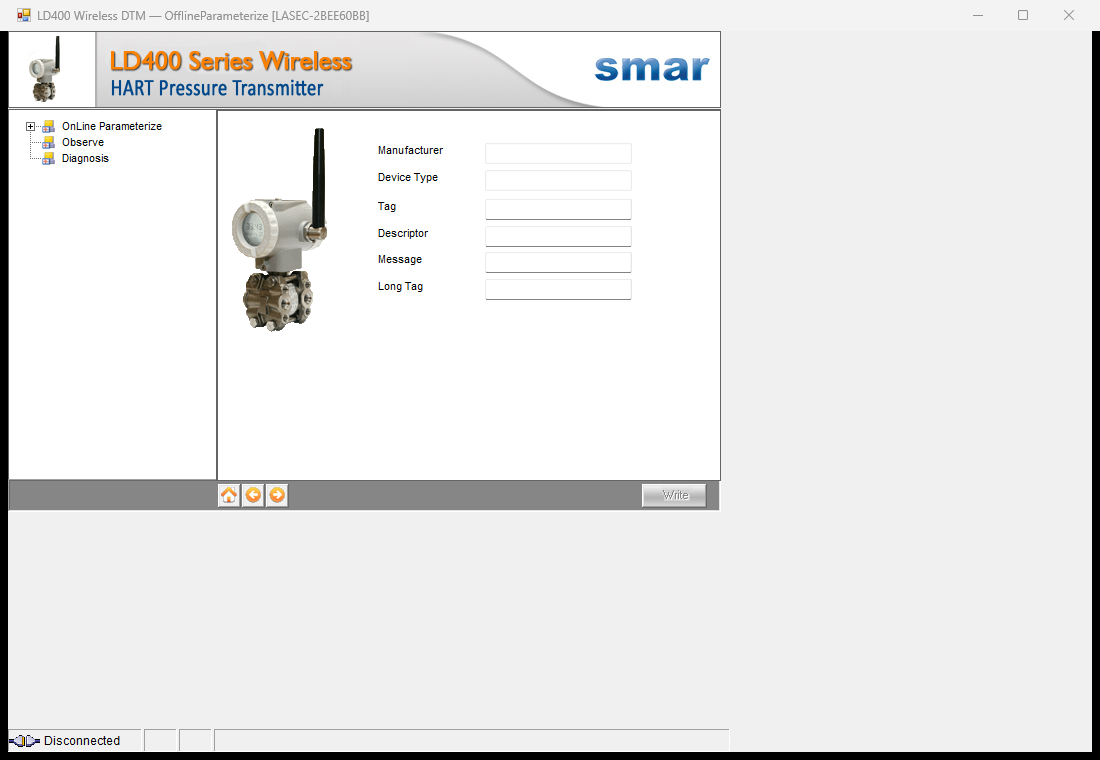 LD400 Wireless DTM — OfflineParameterize [LASEC-2BEE60BB]
LD400 Series Wireless
HART Pressure Transmitter
smar
OnLine Parameterize
Observe
Diagnosis
Manufacturer
Device Type
Tag
Descriptor
Message
Long Tag
Write
Disconnected